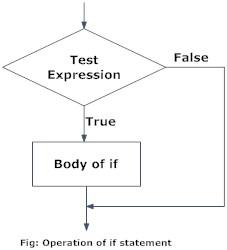 Test
Expression
False
True
Body of if
Fig: Operation of if statement